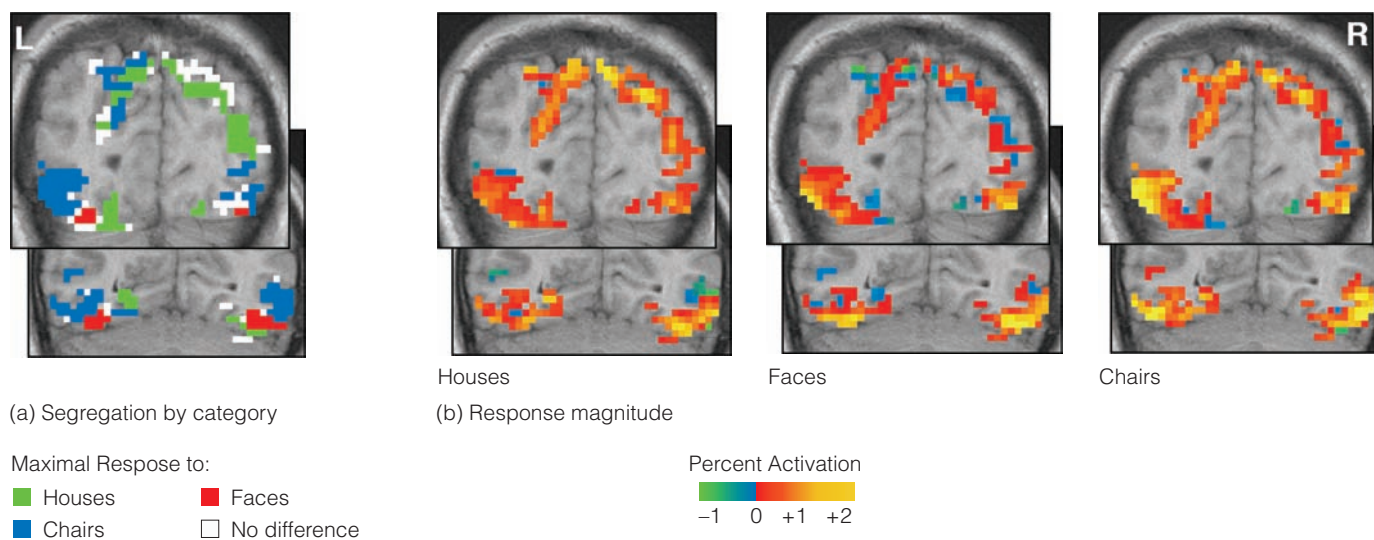 L
R
Houses
Faces
Chairs
(a) Segregation by category
(b) Response magnitude
Maximal Respose to:
Houses
Faces
Chairs
No difference
Percent Activation
–1 0 +1 +2